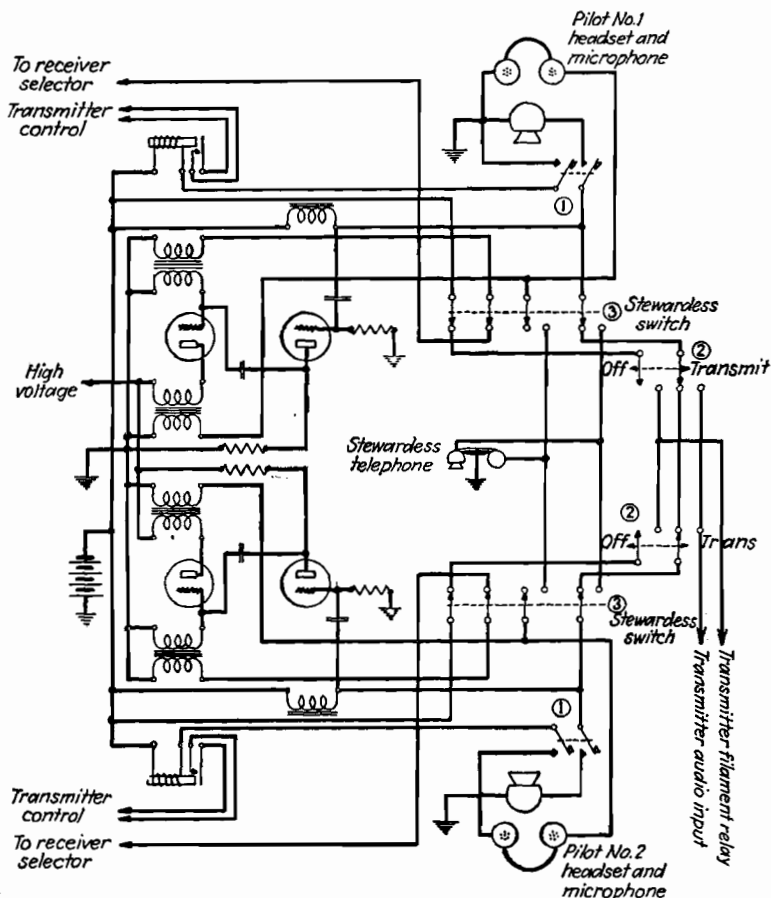 Pilot No.1
headset and
microphone
To receiver
selector
Transmitter
control
①
③ Stewardess
switch
②
Off
Transmit
High
voltage
Stewardess
telephone
②
Off
Trans
③
Stewardess
switch
Transmitter filament relay
Transmitter audio input
①
Transmitter
control
To receiver
selector
Pilot No.2
headset and
microphone